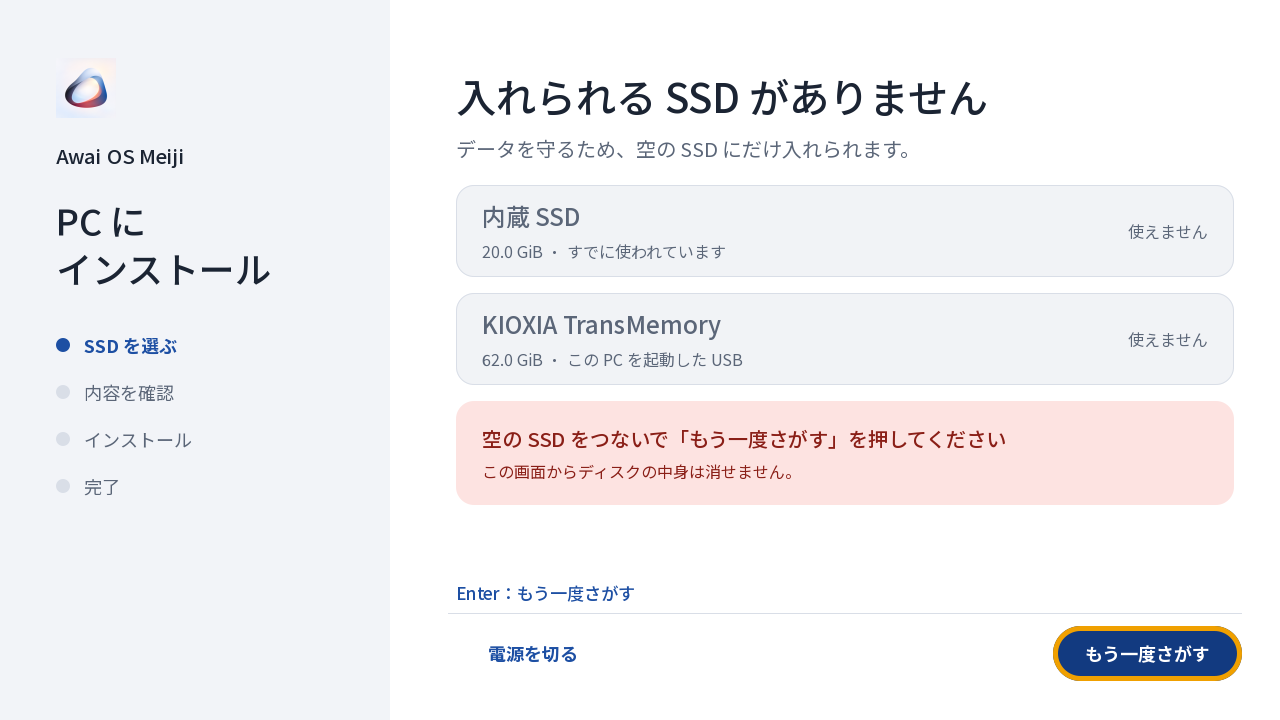 Awai OS Meiji
PC に
インストール
SSD を選ぶ
内容を確認
インストール
完了
入れられる SSD がありません
データを守るため、空の SSD にだけ入れられます。
内蔵 SSD
20.0 GiB ・ すでに使われています
使えません
KIOXIA TransMemory
62.0 GiB ・ この PC を起動した USB
使えません
空の SSD をつないで「もう一度さがす」を押してください
この画面からディスクの中身は消せません。
Enter：もう一度さがす
電源を切る
もう一度さがす